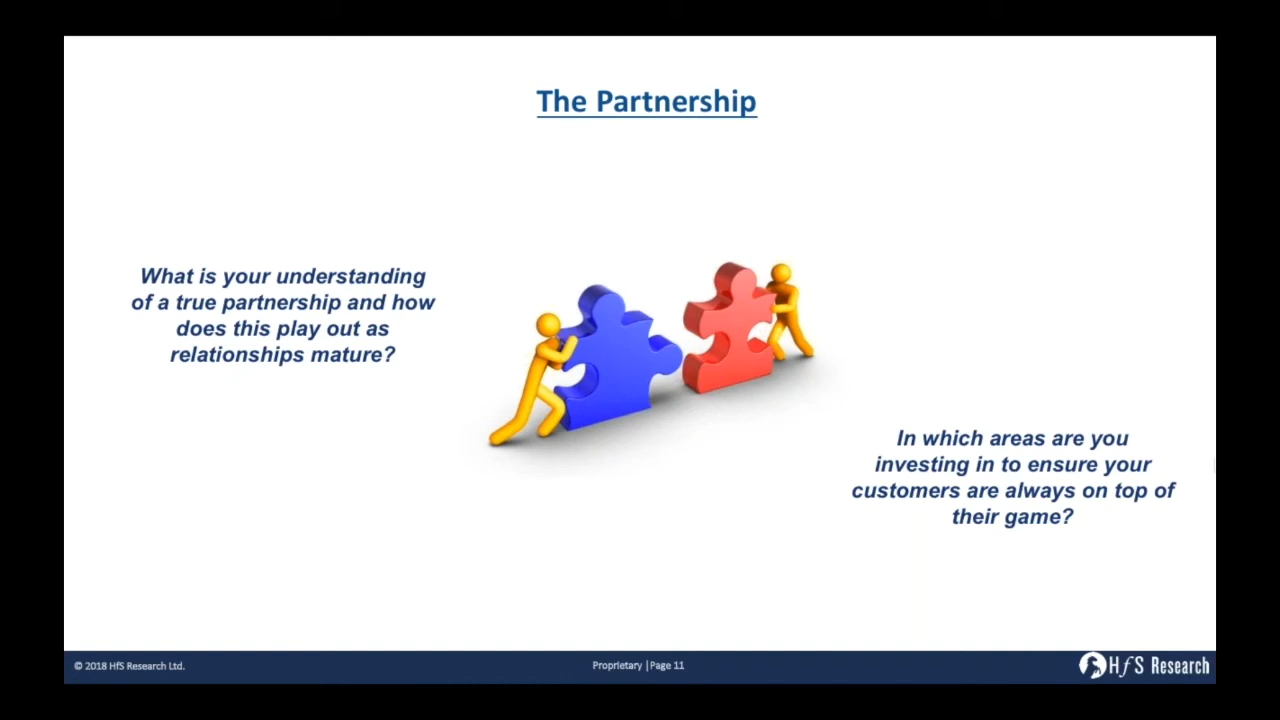 The Partnership
What is your understanding
of a true partnership and how
does this play out as
relationships mature?
In which areas are you
investing in to ensure your
customers are always on top of
their game?
© 2018 HfS Research Ltd.
Proprietary | Page 11
HfS Research